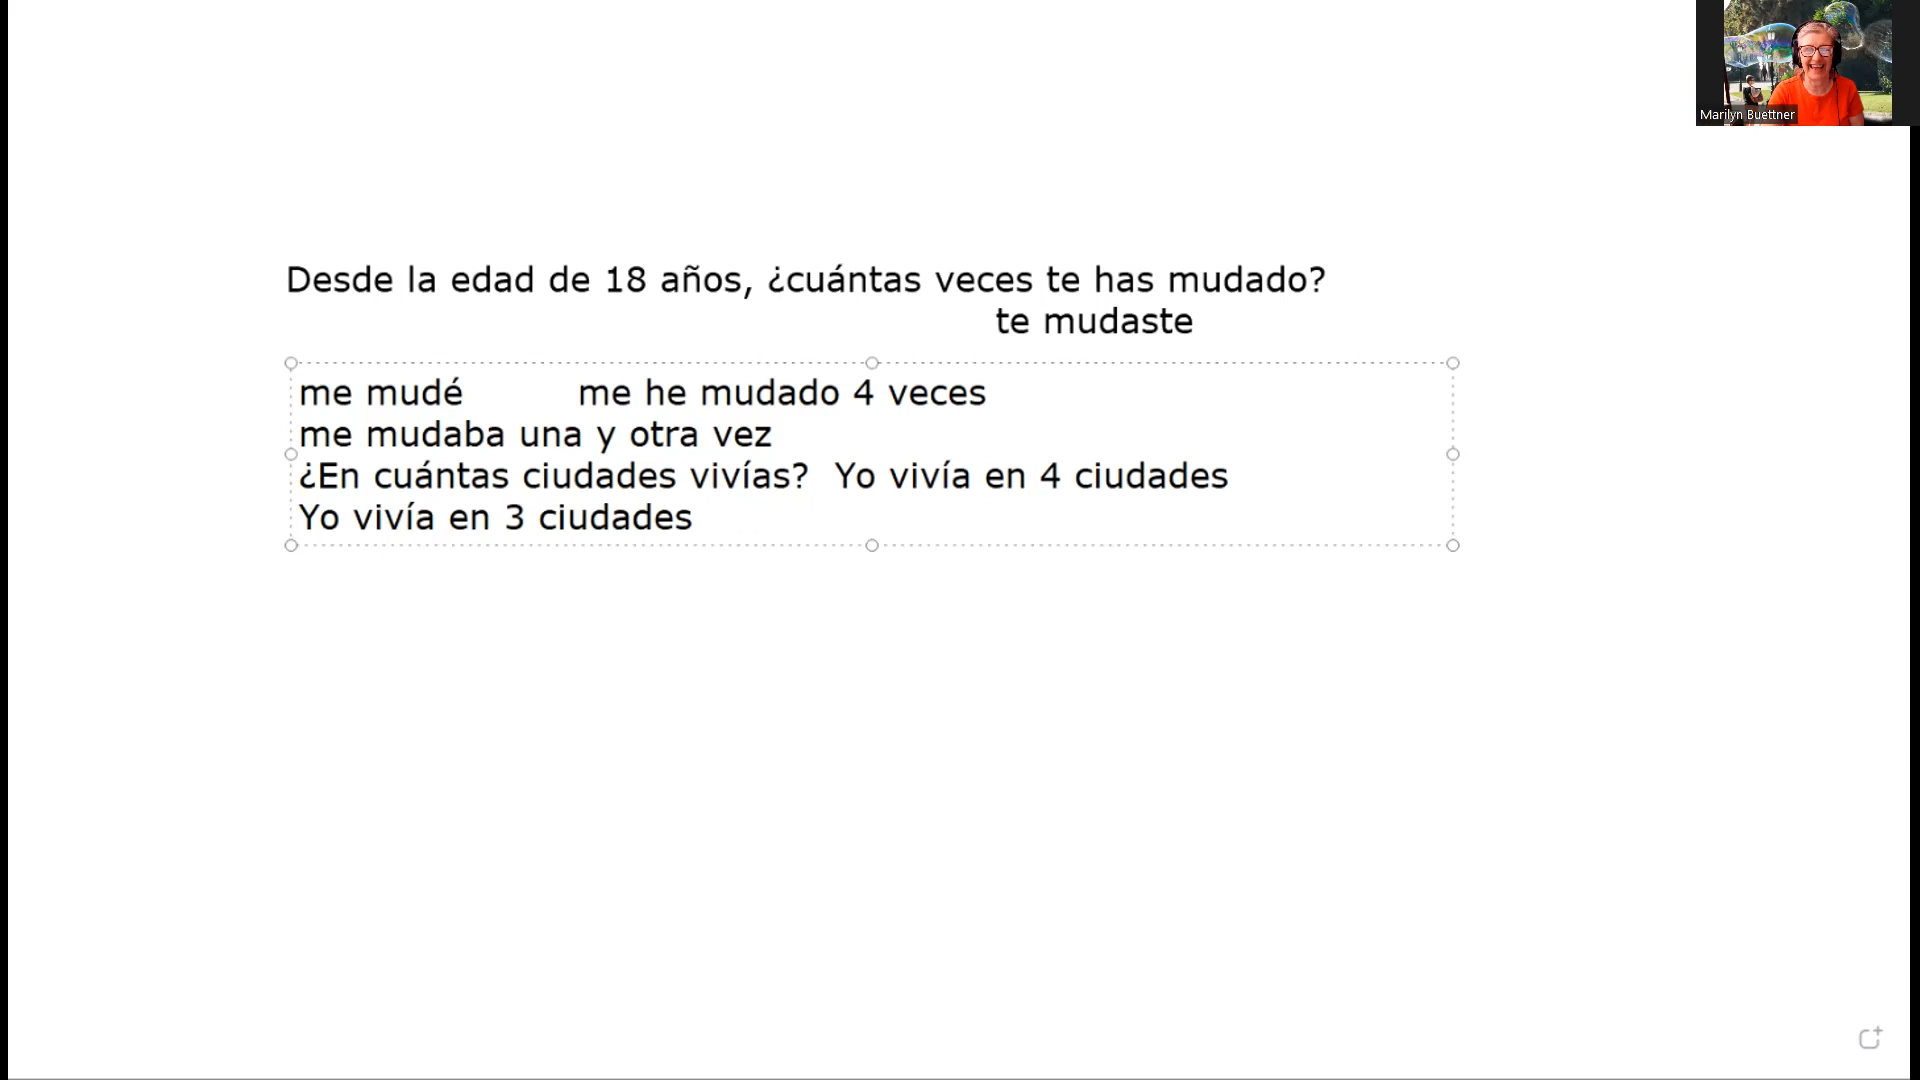 Marilyn Buettner
Desde la edad de 18 años, ¿cuántas veces te has mudado?
te mudaste
me mudé me he mudado 4 veces
me mudaba una y otra vez
¿En cuántas ciudades vivías? Yo vivía en 4 ciudades
Yo vivía en 3 ciudades